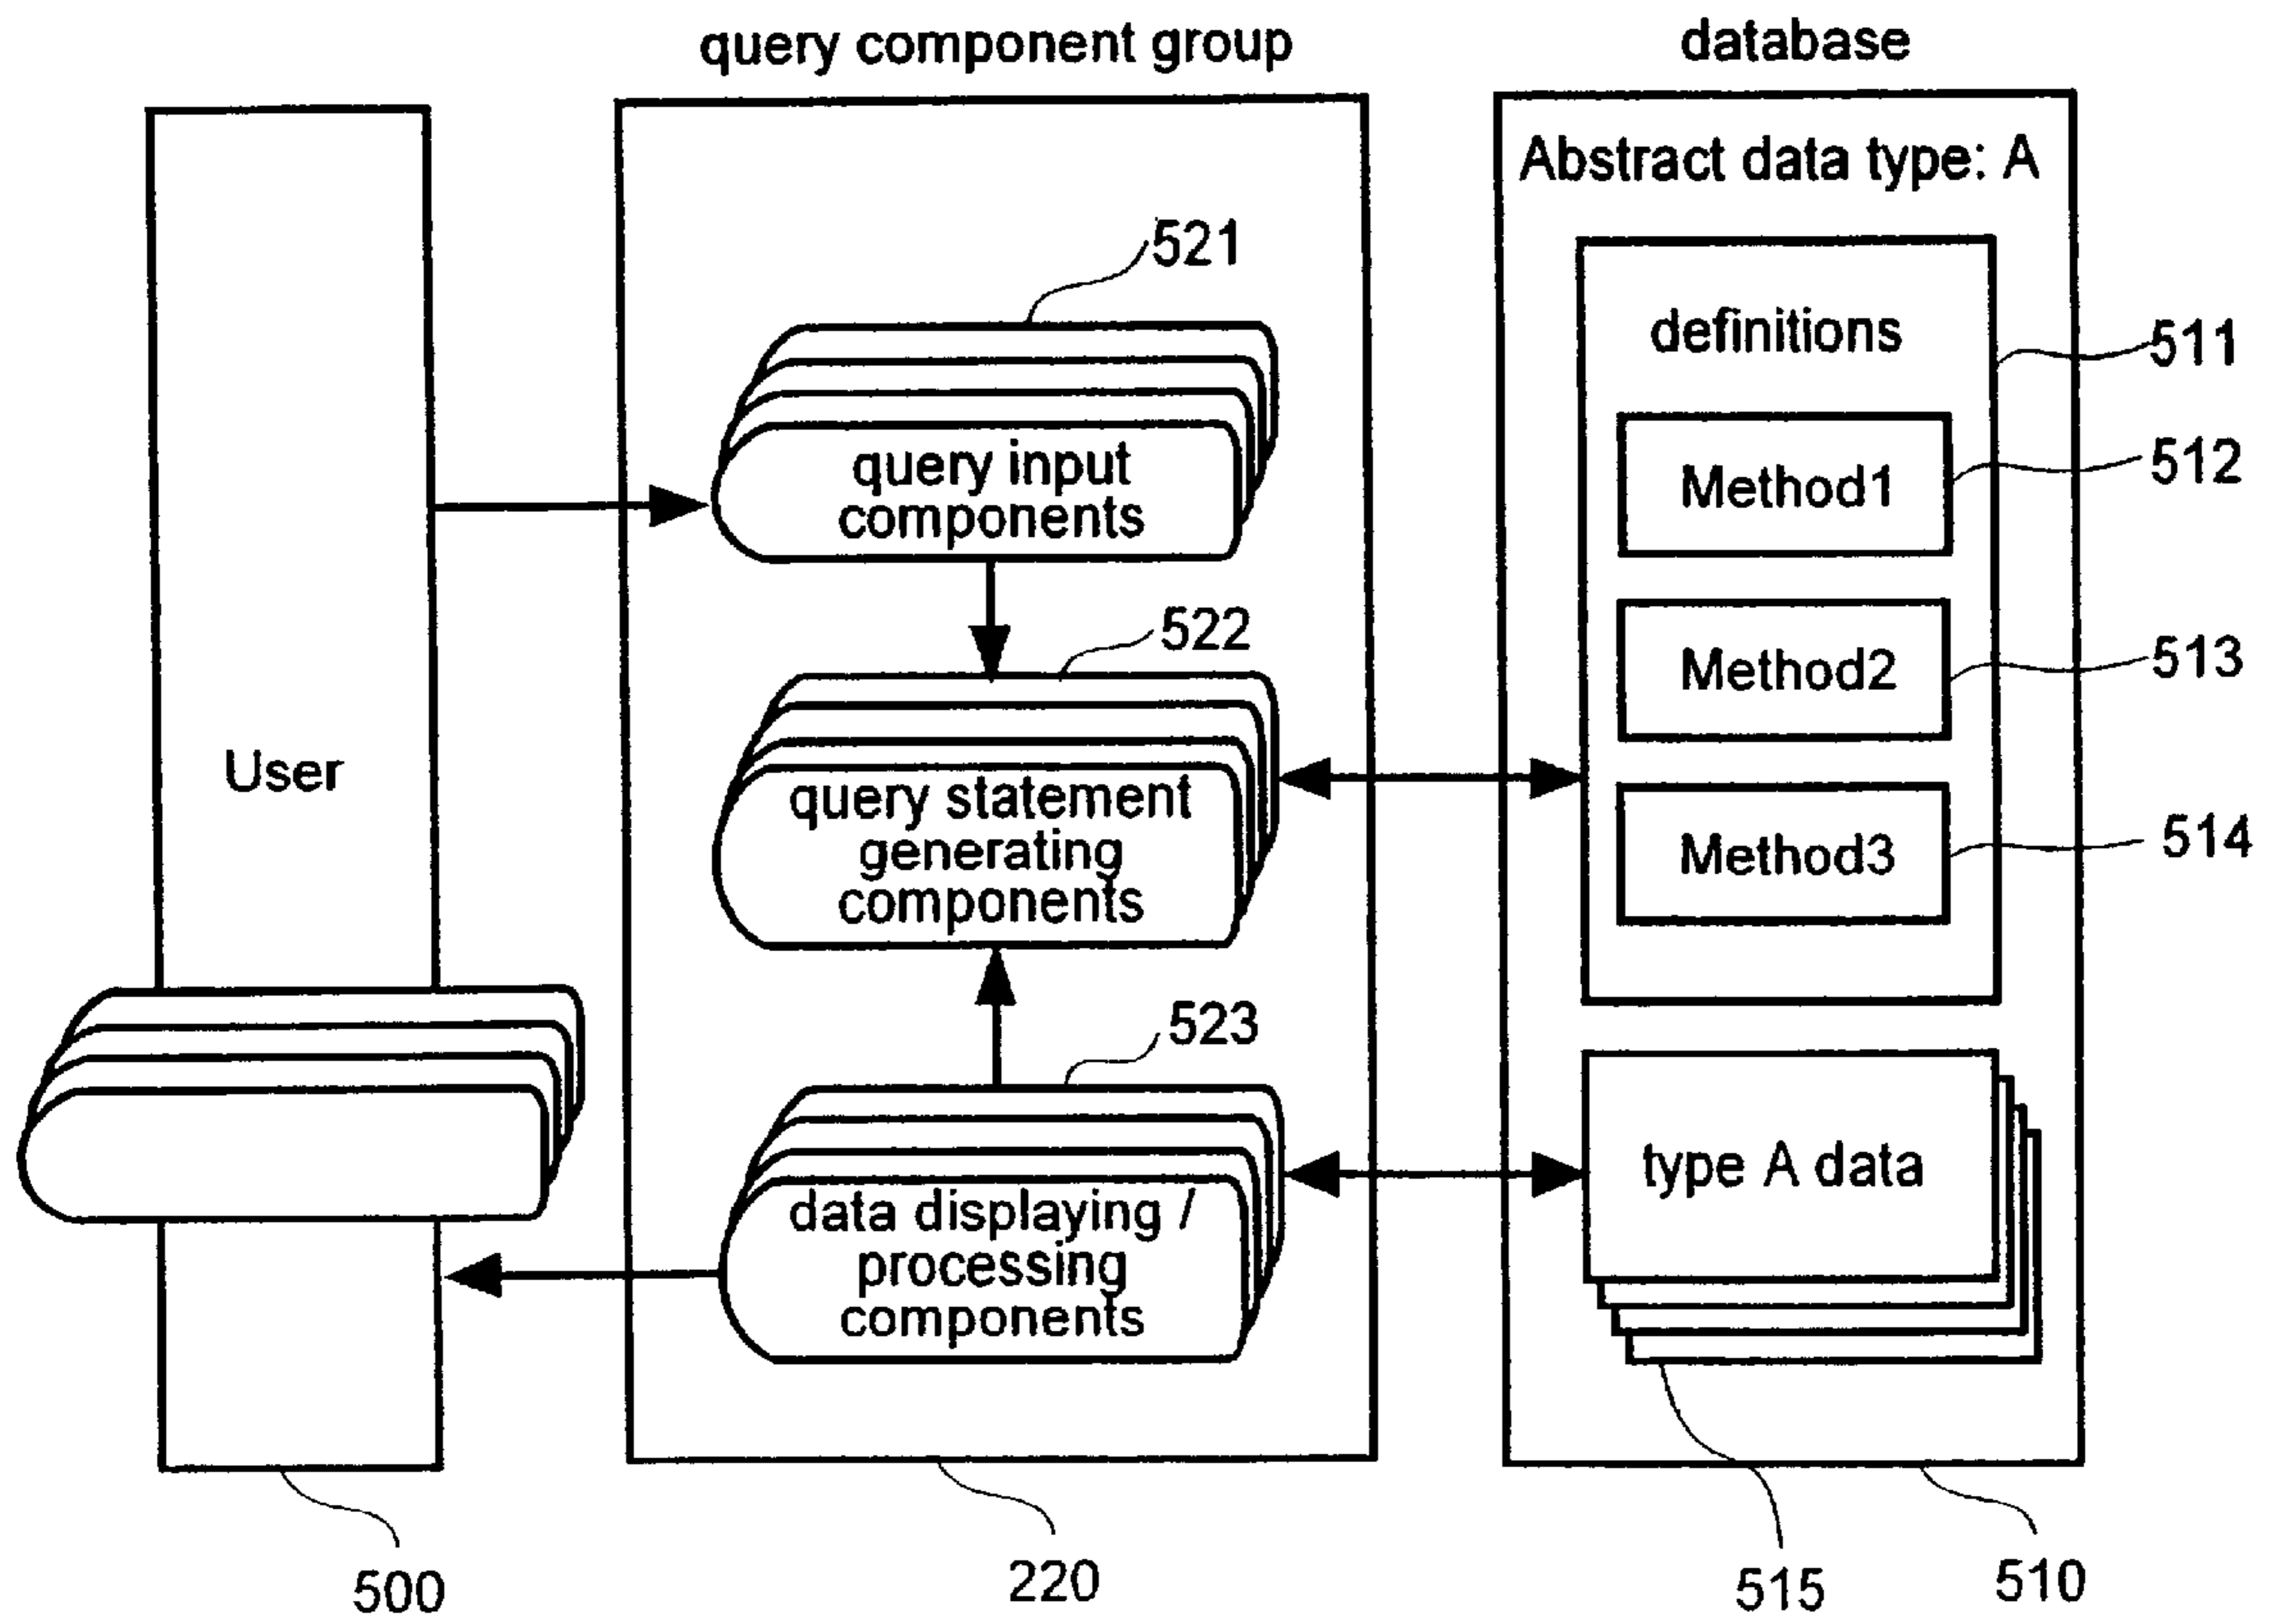 query component group
database
Abstract data type: A
521
definitions
511
query input
components
Method1
512
522
Method2
513
User
query statement
generating
components
Method3
514
523
type A data
data displaying /
processing
components
500
220
515
510